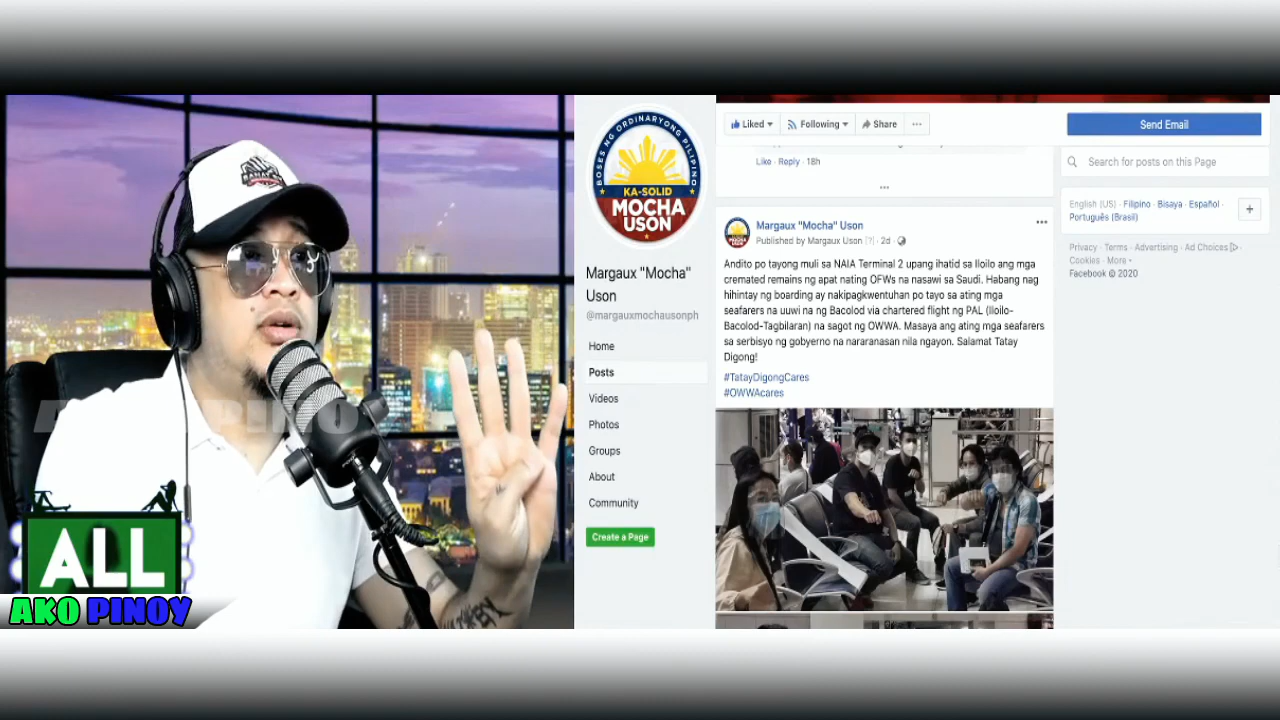 BANAT BY
AKO PINOY
ALL
AKO PINOY
BOSES NG ORDINARYONG PILIPINO
KA-SOLID
MOCHA
USON
Margaux "Mocha"
Uson
@margauxmochausonph
Home
Posts
Videos
Photos
Groups
About
Community
Create a Page
Liked
Following
Share
Send Email
Like · Reply · 18h
Search for posts on this Page
MOCHA
USON
Margaux "Mocha" Uson
Published by Margaux Uson [?] · 2d ·
Andito po tayong muli sa NAIA Terminal 2 upang ihatid sa Iloilo ang mga
cremated remains ng apat nating OFWs na nasawi sa Saudi. Habang nag
hihintay ng boarding ay nakipagkwentuhan po tayo sa ating mga
seafarers na uuwi na ng Bacolod via chartered flight ng PAL (Iloilo-
Bacolod-Tagbilaran) na sagot ng OWWA. Masaya ang ating mga seafarers
sa serbisyo ng gobyerno na nararanasan nila ngayon. Salamat Tatay
Digong!
#TatayDigongCares
#OWWAcares
English (US) · Filipino · Bisaya · Español ·
Português (Brasil)
Privacy · Terms · Advertising · Ad Choices ·
Cookies · More
Facebook © 2020